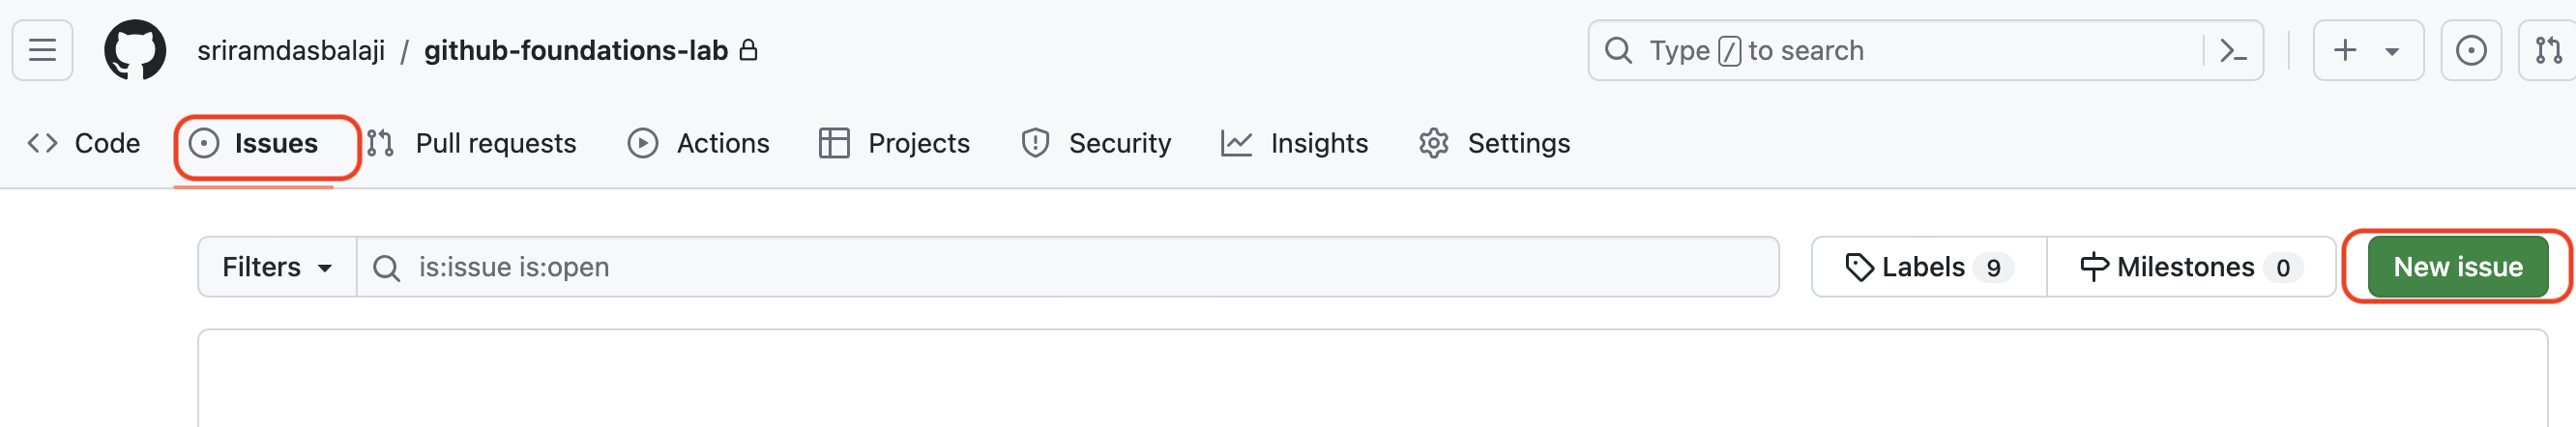 sriramdasbalaji / github-foundations-lab
Type / to search
Code Issues Pull requests Actions Projects Security Insights Settings
Filters is:issue is:open Labels 9 Milestones 0 New issue